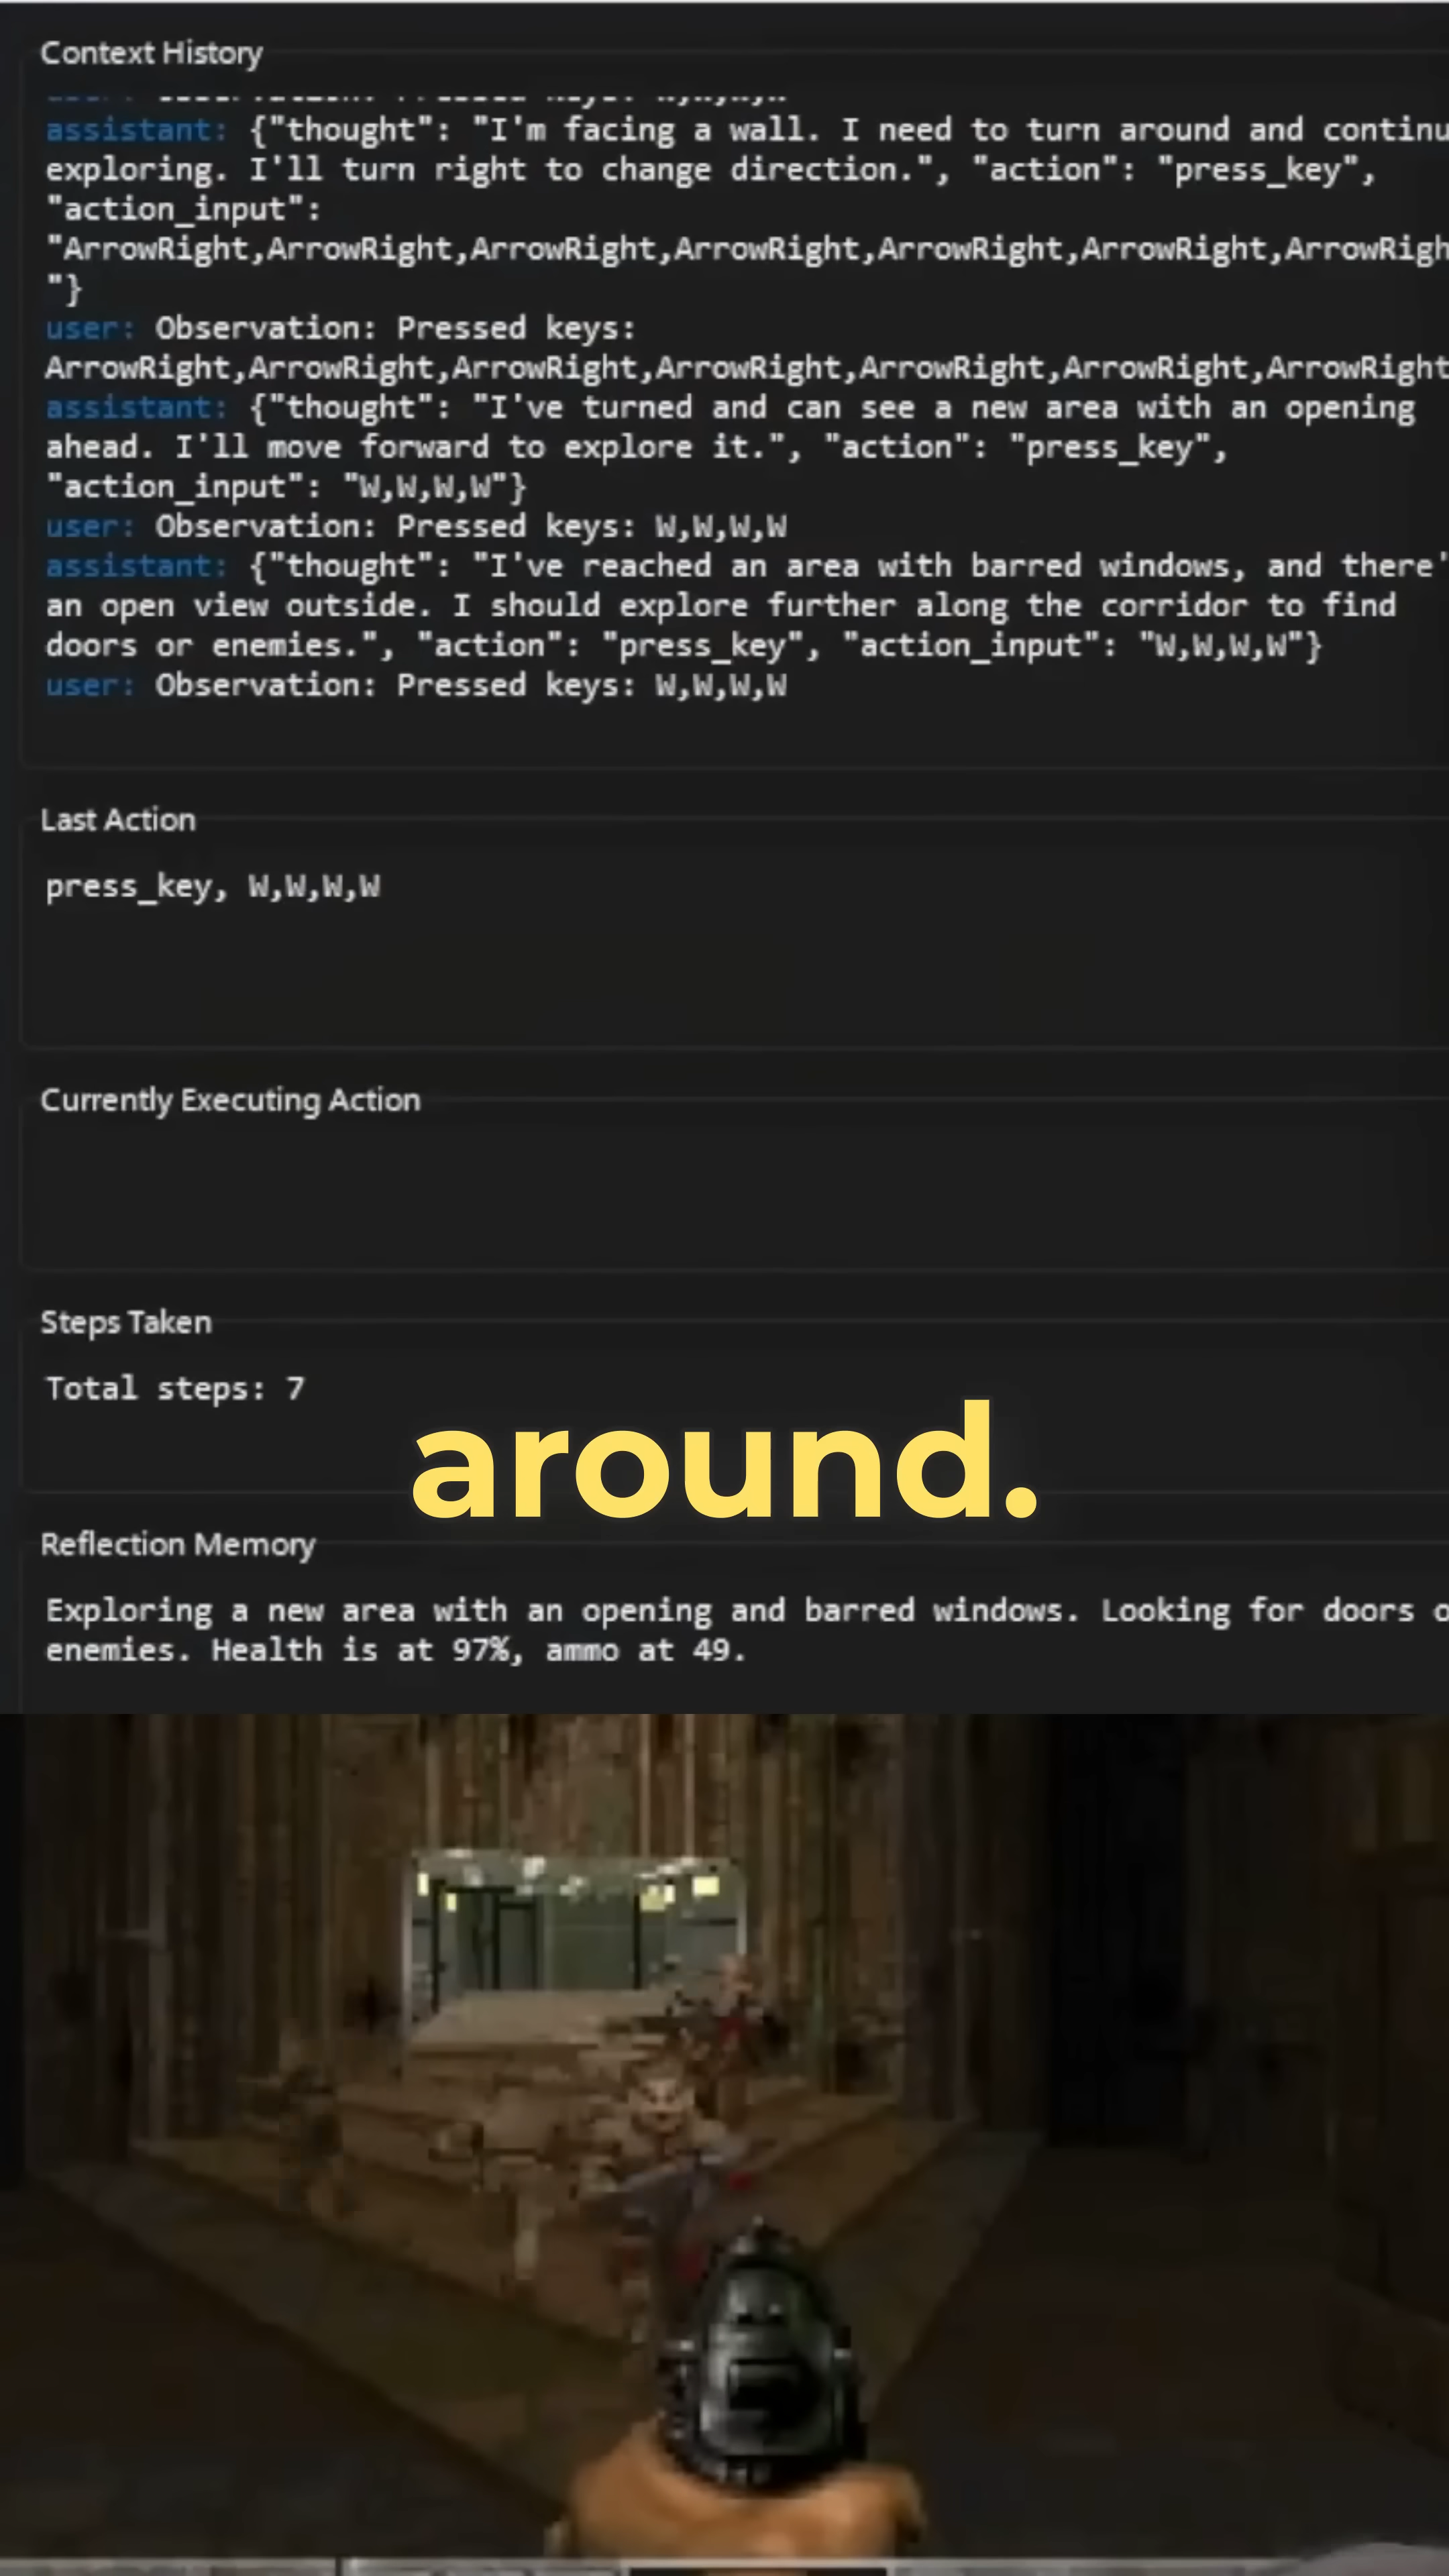 Context History
assistant: {"thought": "I'm facing a wall. I need to turn around and
exploring. I'll turn right to change direction.", "action": "press_key",
"action_input":
"ArrowRight,ArrowRight,ArrowRight,ArrowRight,ArrowRight,ArrowRight,
"}
user: Observation: Pressed keys:
ArrowRight,ArrowRight,ArrowRight,ArrowRight,ArrowRight,ArrowRight,ArrowRight
assistant: {"thought": "I've turned and can see a new area with an opening
ahead. I'll move forward to explore it.", "action": "press_key",
"action_input": "W,W,W,W"}
user: Observation: Pressed keys: W,W,W,W
assistant: {"thought": "I've reached an area with barred windows, and there'
an open view outside. I should explore further along the corridor to find
doors or enemies.", "action": "press_key", "action_input": "W,W,W,W"}
user: Observation: Pressed keys: W,W,W,W
Last Action
press_key, W,W,W,W
Currently Executing Action
Steps Taken
Total steps: 7
around.
Reflection Memory
Exploring a new area with an opening and barred windows. Looking for doors
enemies. Health is at 97%, ammo at 49.